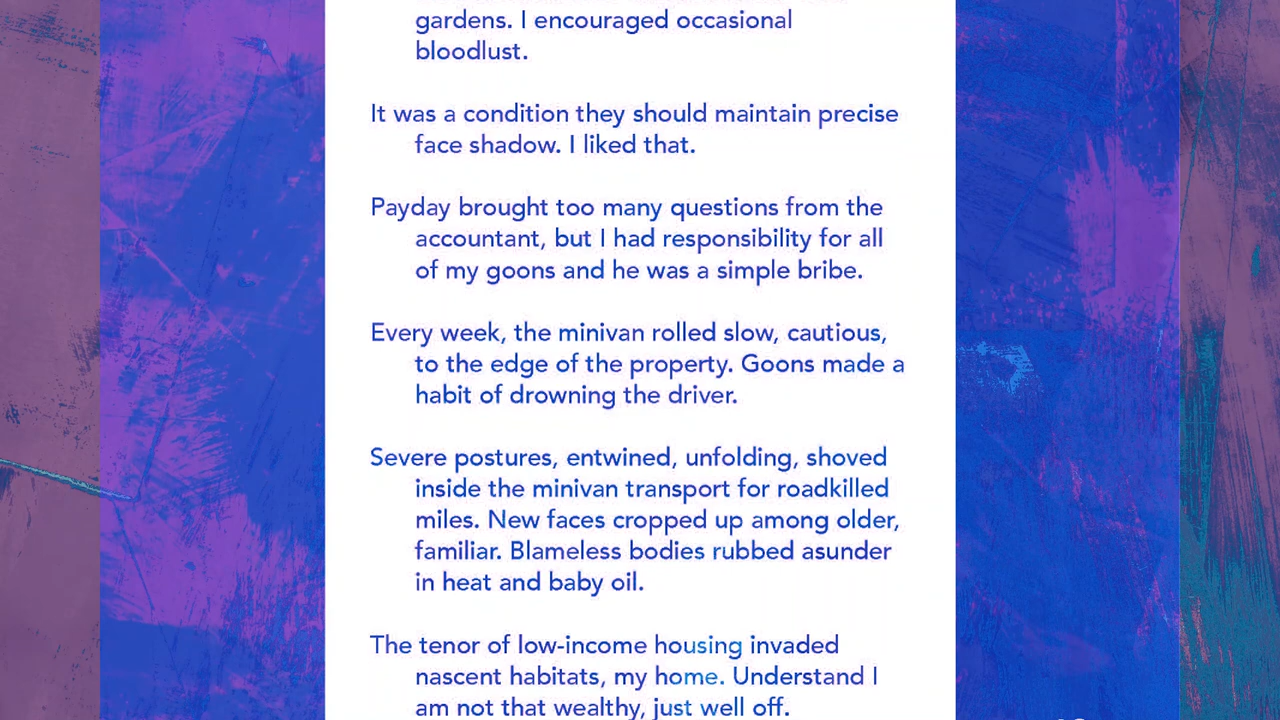 gardens. I encouraged occasional
bloodlust.
It was a condition they should maintain precise
face shadow. I liked that.
Payday brought too many questions from the
accountant, but I had responsibility for all
of my goons and he was a simple bribe.
Every week, the minivan rolled slow, cautious,
to the edge of the property. Goons made a
habit of drowning the driver.
Severe postures, entwined, unfolding, shoved
inside the minivan transport for roadkilled
miles. New faces cropped up among older,
familiar. Blameless bodies rubbed asunder
in heat and baby oil.
The tenor of low-income housing invaded
nascent habitats, my home. Understand I
am not that wealthy, just well off.